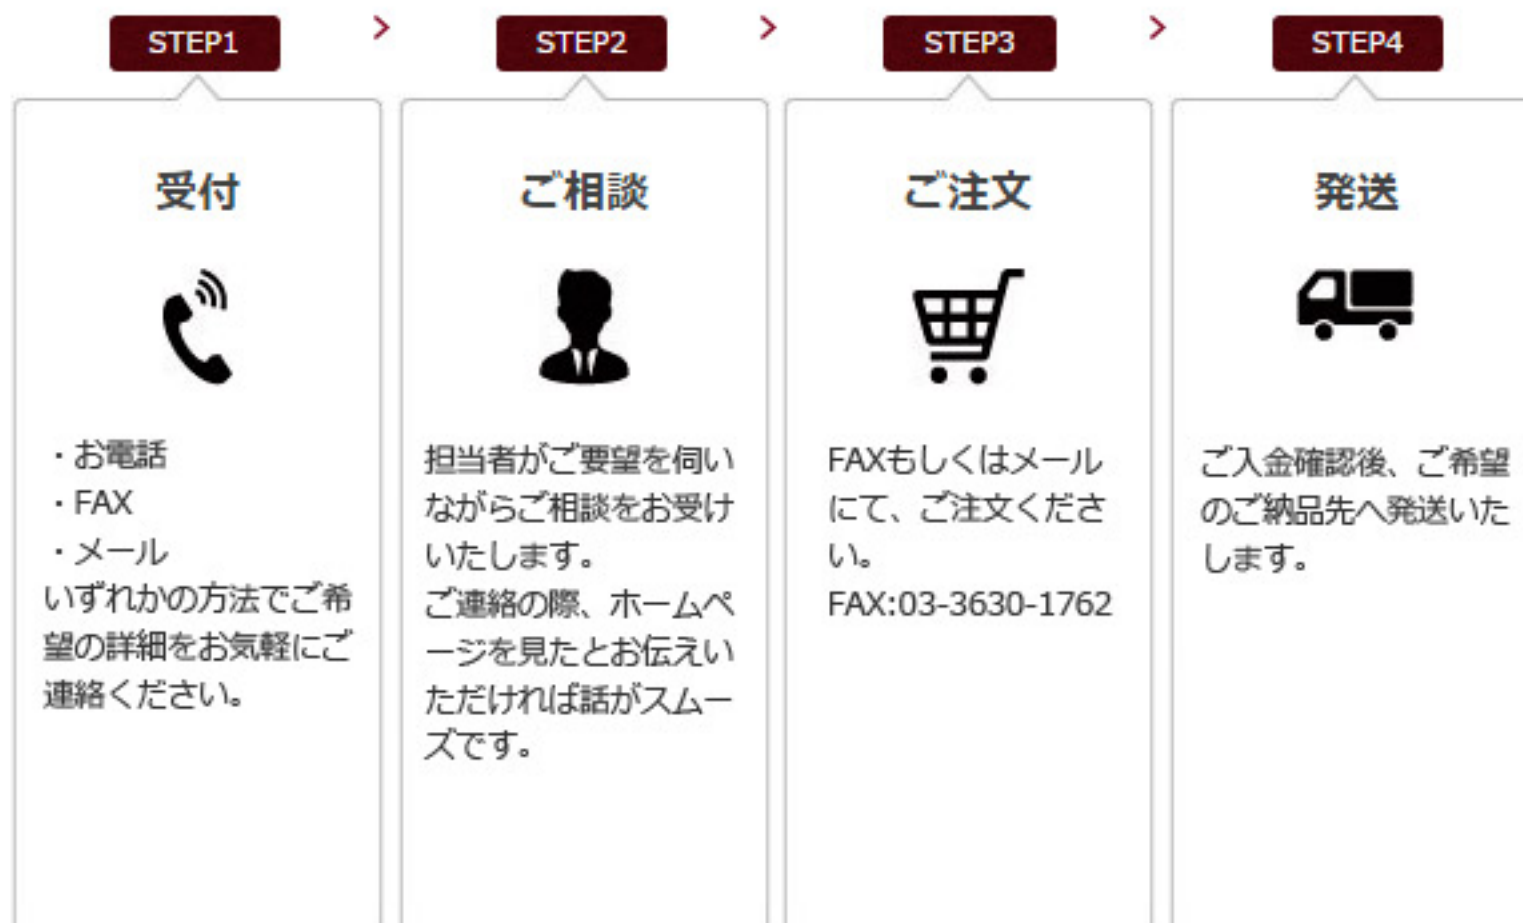 STEP1
受付
・お電話
・FAX
・メール
いずれかの方法でご希
望の詳細をお気軽にご
連絡ください。
STEP2
ご相談
担当者がご要望を伺い
ながらご相談をお受け
いたします。
ご連絡の際、ホームペ
ージを見たとお伝えい
ただければ話がスムー
ズです。
STEP3
ご注文
FAXもしくはメール
にて、ご注文くださ
い。
FAX:03-3630-1762
STEP4
発送
ご入金確認後、ご希望
のご納品先へ発送いた
します。